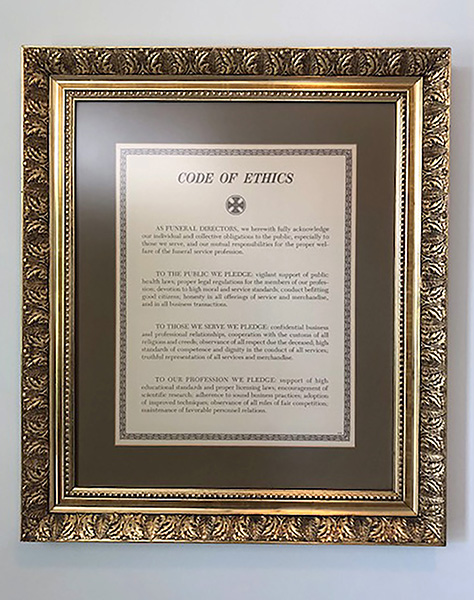 CODE OF ETHICS
AS FUNERAL DIRECTORS, we herewith fully acknowledge
our individual and collective obligations to the public, especially to
those we serve, and our mutual responsibilities for the proper wel-
fare of the funeral service profession.
TO THE PUBLIC WE PLEDGE: vigilant support of public
health laws; proper legal regulations for the members of our profes-
sion; devotion to high moral and service standards, conduct befitting
good citizens; honesty in all offerings of service and merchandise,
and in all business transactions.
TO THOSE WE SERVE WE PLEDGE: confidential business
and professional relationships, cooperation with the customs of all
religions and creeds; observance of all respect due the deceased; high
standards of competence and dignity in the conduct of all services;
truthful representation of all services and merchandise.
TO OUR PROFESSION WE PLEDGE: support of high
educational standards and proper licensing laws; encouragement of
scientific research; adherence to sound business practices; adoption
of improved techniques; observance of all rules of fair competition;
maintenance of favorable personnel relations.